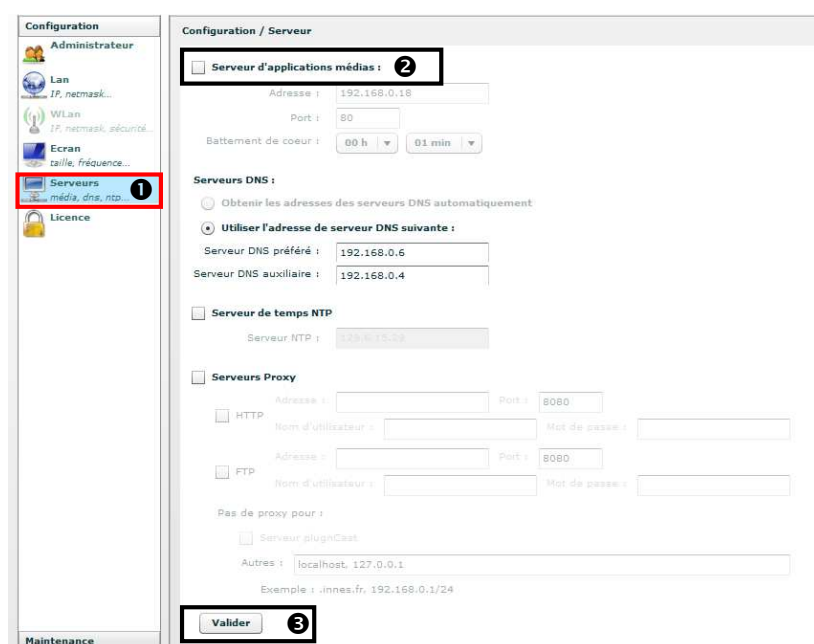 Configuration
Administrateur
Lan
IP, netmask...
WLan
IP, netmask, sécurité...
Ecran
taille, fréquence...
Serveurs
média, dns, ntp...
❶
Licence
Maintenance
Configuration / Serveur
Serveur d'applications médias :
❷
Adresse : 192.168.0.18
Port : 80
Battement de coeur : 00 h 01 min
Serveurs DNS :
Obtenir les adresses des serveurs DNS automatiquement
Utiliser l'adresse de serveur DNS suivante :
Serveur DNS préféré : 192.168.0.6
Serveur DNS auxiliaire : 192.168.0.4
Serveur de temps NTP
Serveur NTP :
Serveurs Proxy
Adresse : Port : 8080
HTTP
Nom d'utilisateur : Mot de passe :
Adresse : Port : 8080
FTP
Nom d'utilisateur : Mot de passe :
Pas de proxy pour :
Serveur plugnCast
Autres : localhost, 127.0.0.1
Exemple : .innes.fr, 192.168.0.1/24
Valider
❸